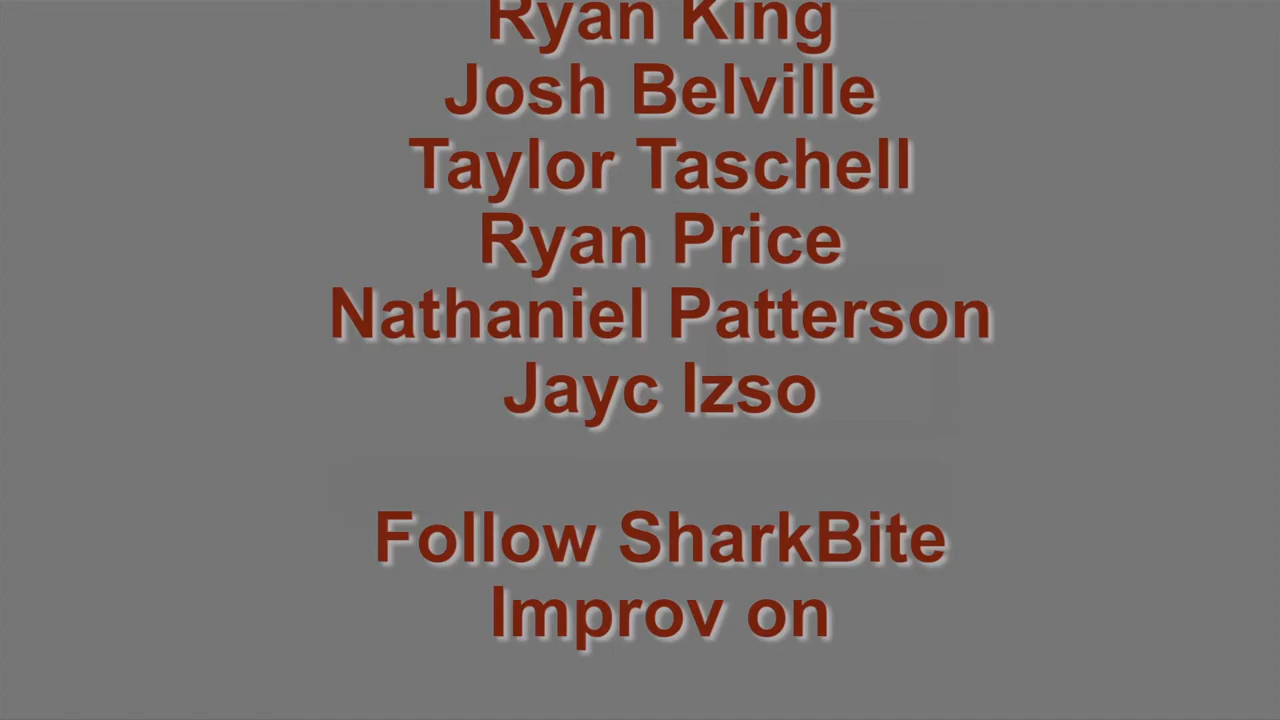 Ryan King
Josh Belville
Taylor Taschell
Ryan Price
Nathaniel Patterson
Jayc Izso
Follow SharkBite
Improv on